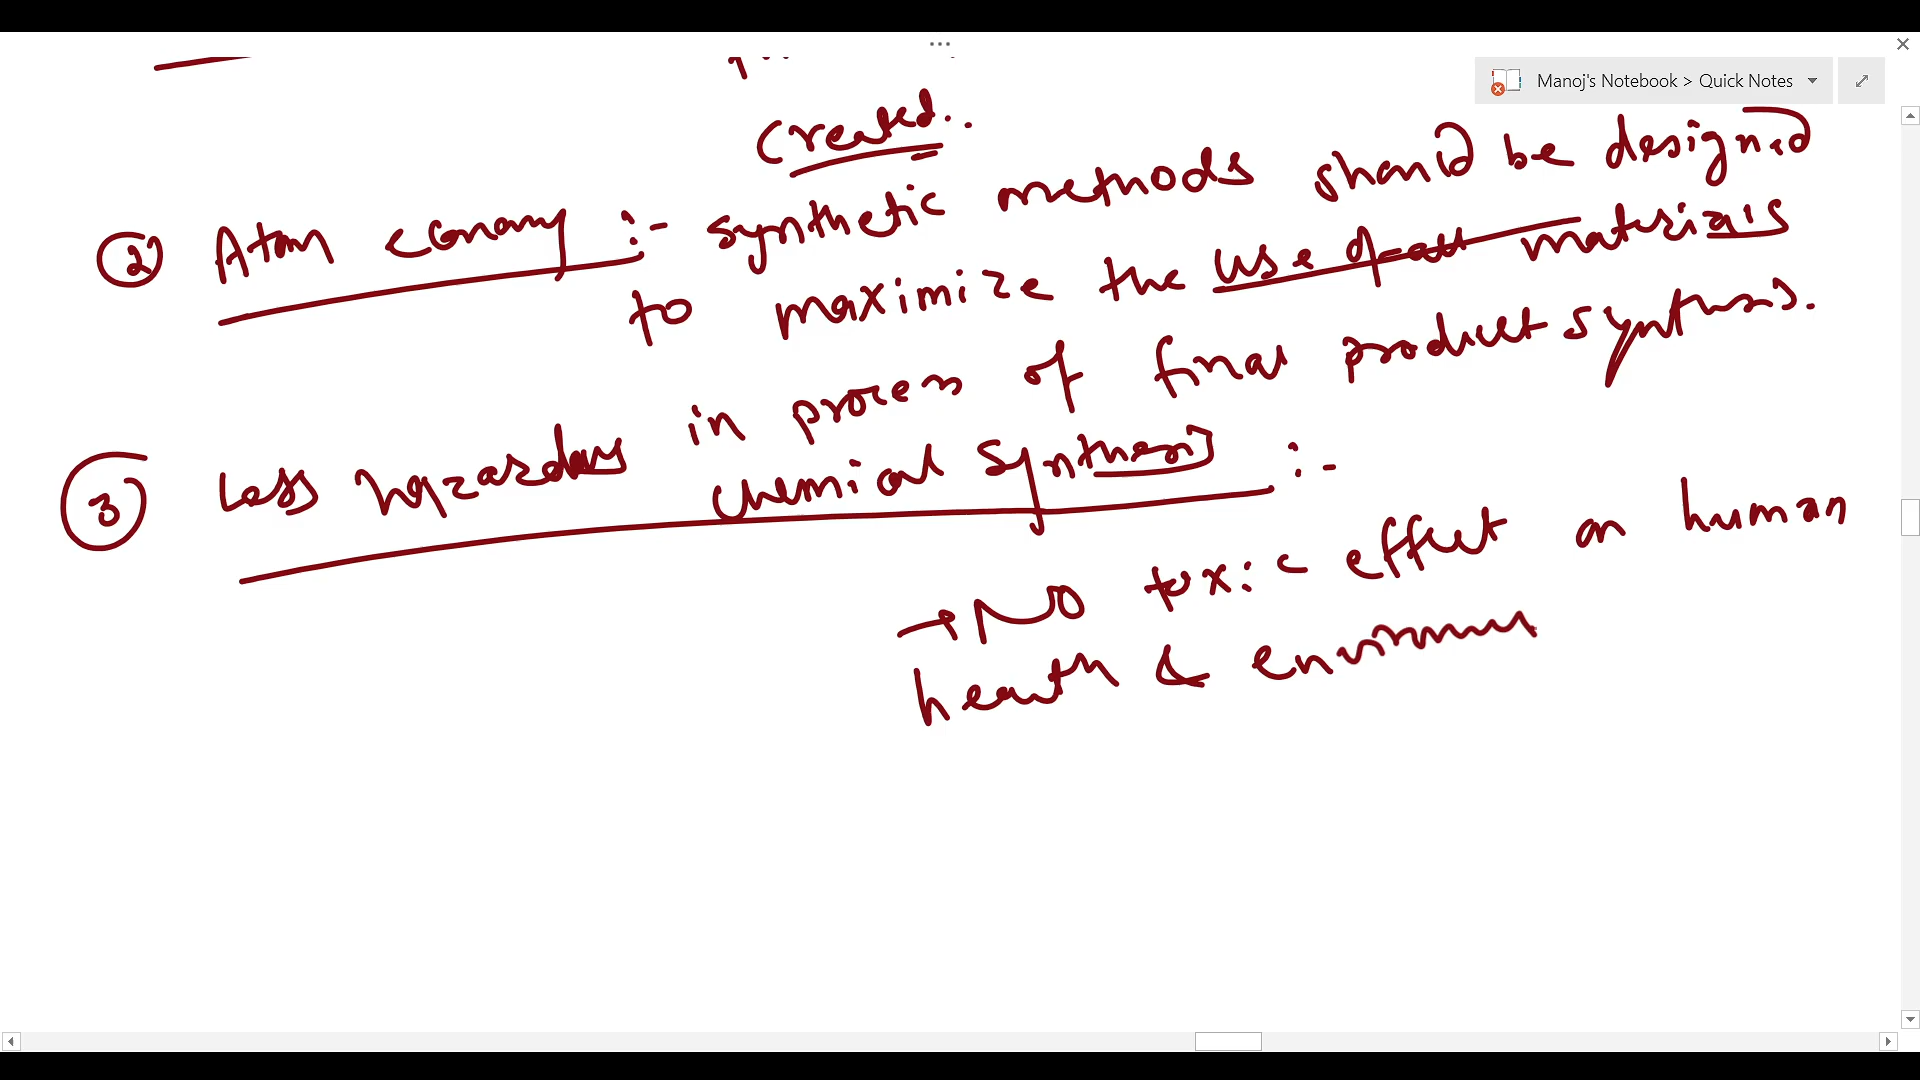 Manoj's Notebook > Quick Notes
created.
② Atom economy :- synthetic methods should be designed
to maximize the use of all materials
in process of final product synthesis.
③ Less hazardous chemical synthesis :-
→ No toxic effect on human
health & environmen